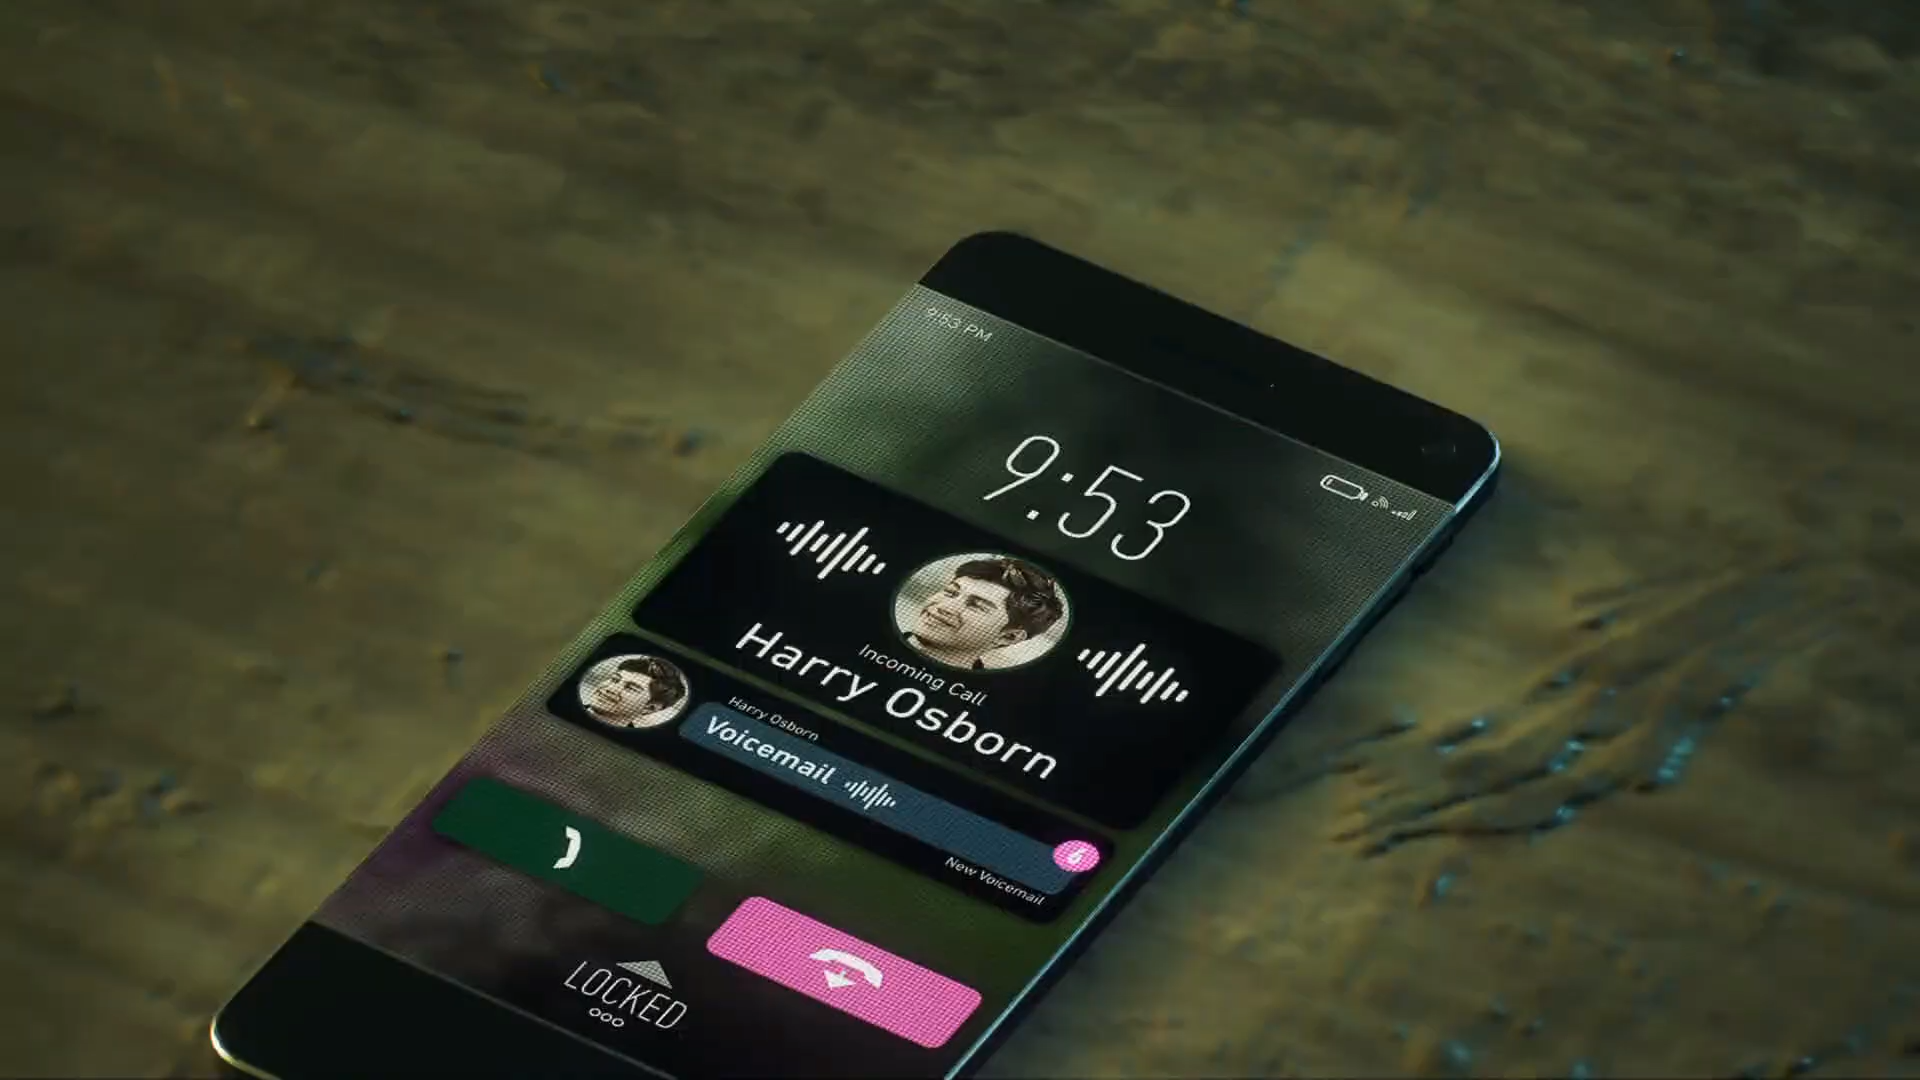 9:53 PM
9:53
Incoming Call
Harry Osborn
Harry Osborn
Voicemail
6
New Voicemail
LOCKED